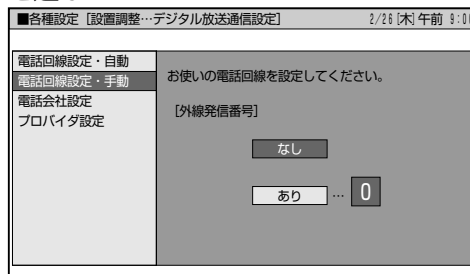 ■各種設定［設置調整…デジタル放送通信設定］ 2/26［木］午前 9:0
電話回線設定・自動
電話回線設定・手動
電話会社設定
プロバイダ設定
お使いの電話回線を設定してください。
［外線発信番号］
なし
あり … 0